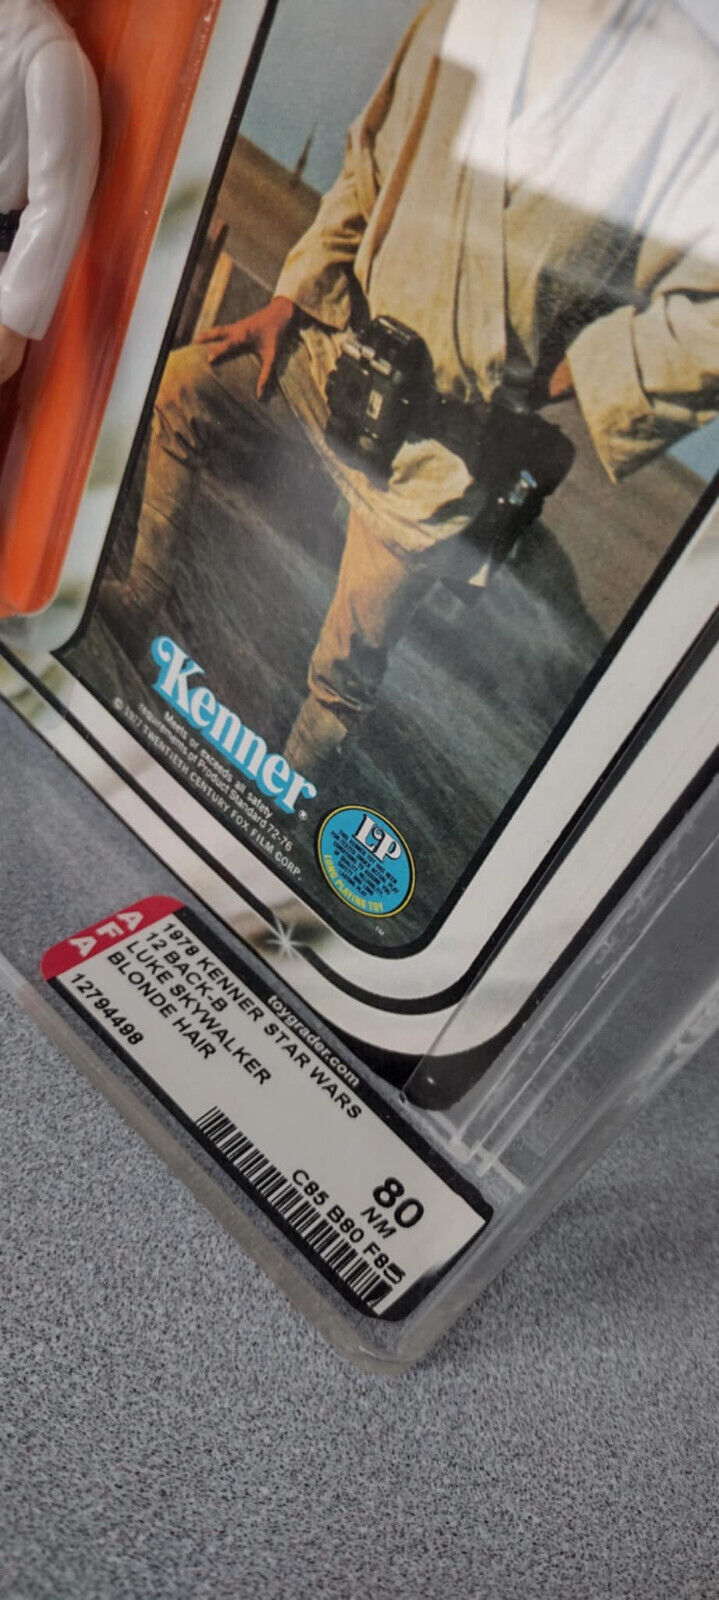 Kenner®
Meets or exceeds all safety
requirements of Product Standard 72-76
© 1977 TWENTIETH CENTURY FOX FILM CORP.
LP
LONG PLAYING TOY
TM
AFA
toygrader.com
1978 KENNER STAR WARS
12 BACK-B
LUKE SKYWALKER
BLONDE HAIR
12794498
80
NM
C85 B80 F85